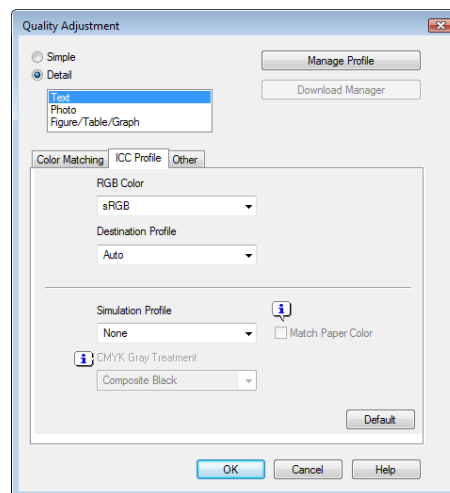 Quality Adjustment
Simple
Manage Profile
Detail
Download Manager
Text
Photo
Figure/Table/Graph
Color Matching ICC Profile Other
RGB Color
sRGB
Destination Profile
Auto
Simulation Profile
None
Match Paper Color
CMYK Gray Treatment
Composite Black
Default
OK Cancel Help